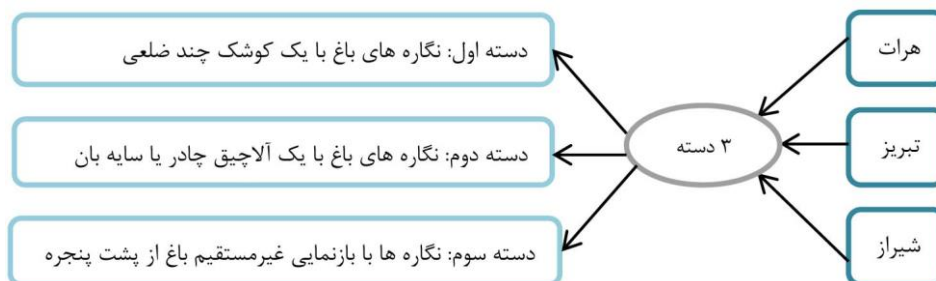 هرات
تبریز
شیراز
۳ دسته
دسته اول: نگاره های باغ با یک کوشک چند ضلعی
دسته دوم: نگاره های باغ با یک آلاچیق چادر یا سایه بان
دسته سوم: نگاره ها با بازنمایی غیرمستقیم باغ از پشت پنجره